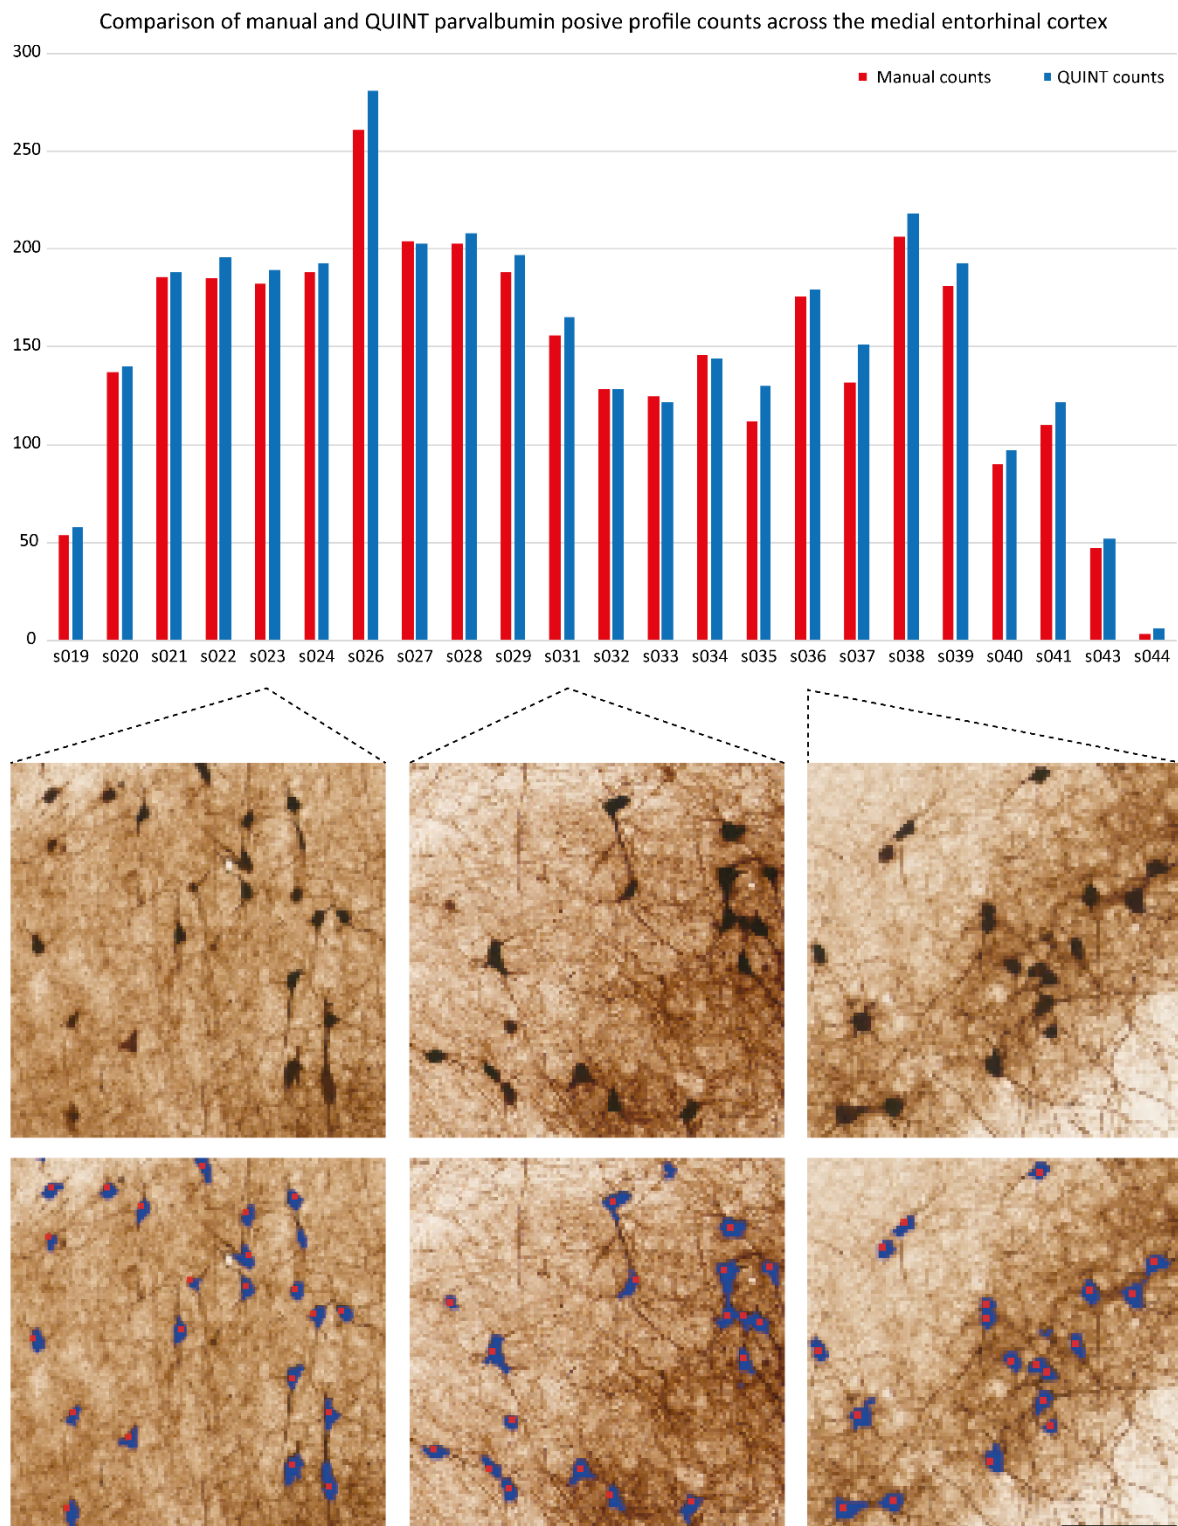 Comparison of manual and QUINT parvalbumin posive profile counts across the medial entorhinal cortex
300
Manual counts QUINT counts
250
200
150
100
50
0
s019 s020 s021 s022 s023 s024 s026 s027 s028 s029 s031 s032 s033 s034 s035 s036 s037 s038 s039 s040 s041 s043 s044